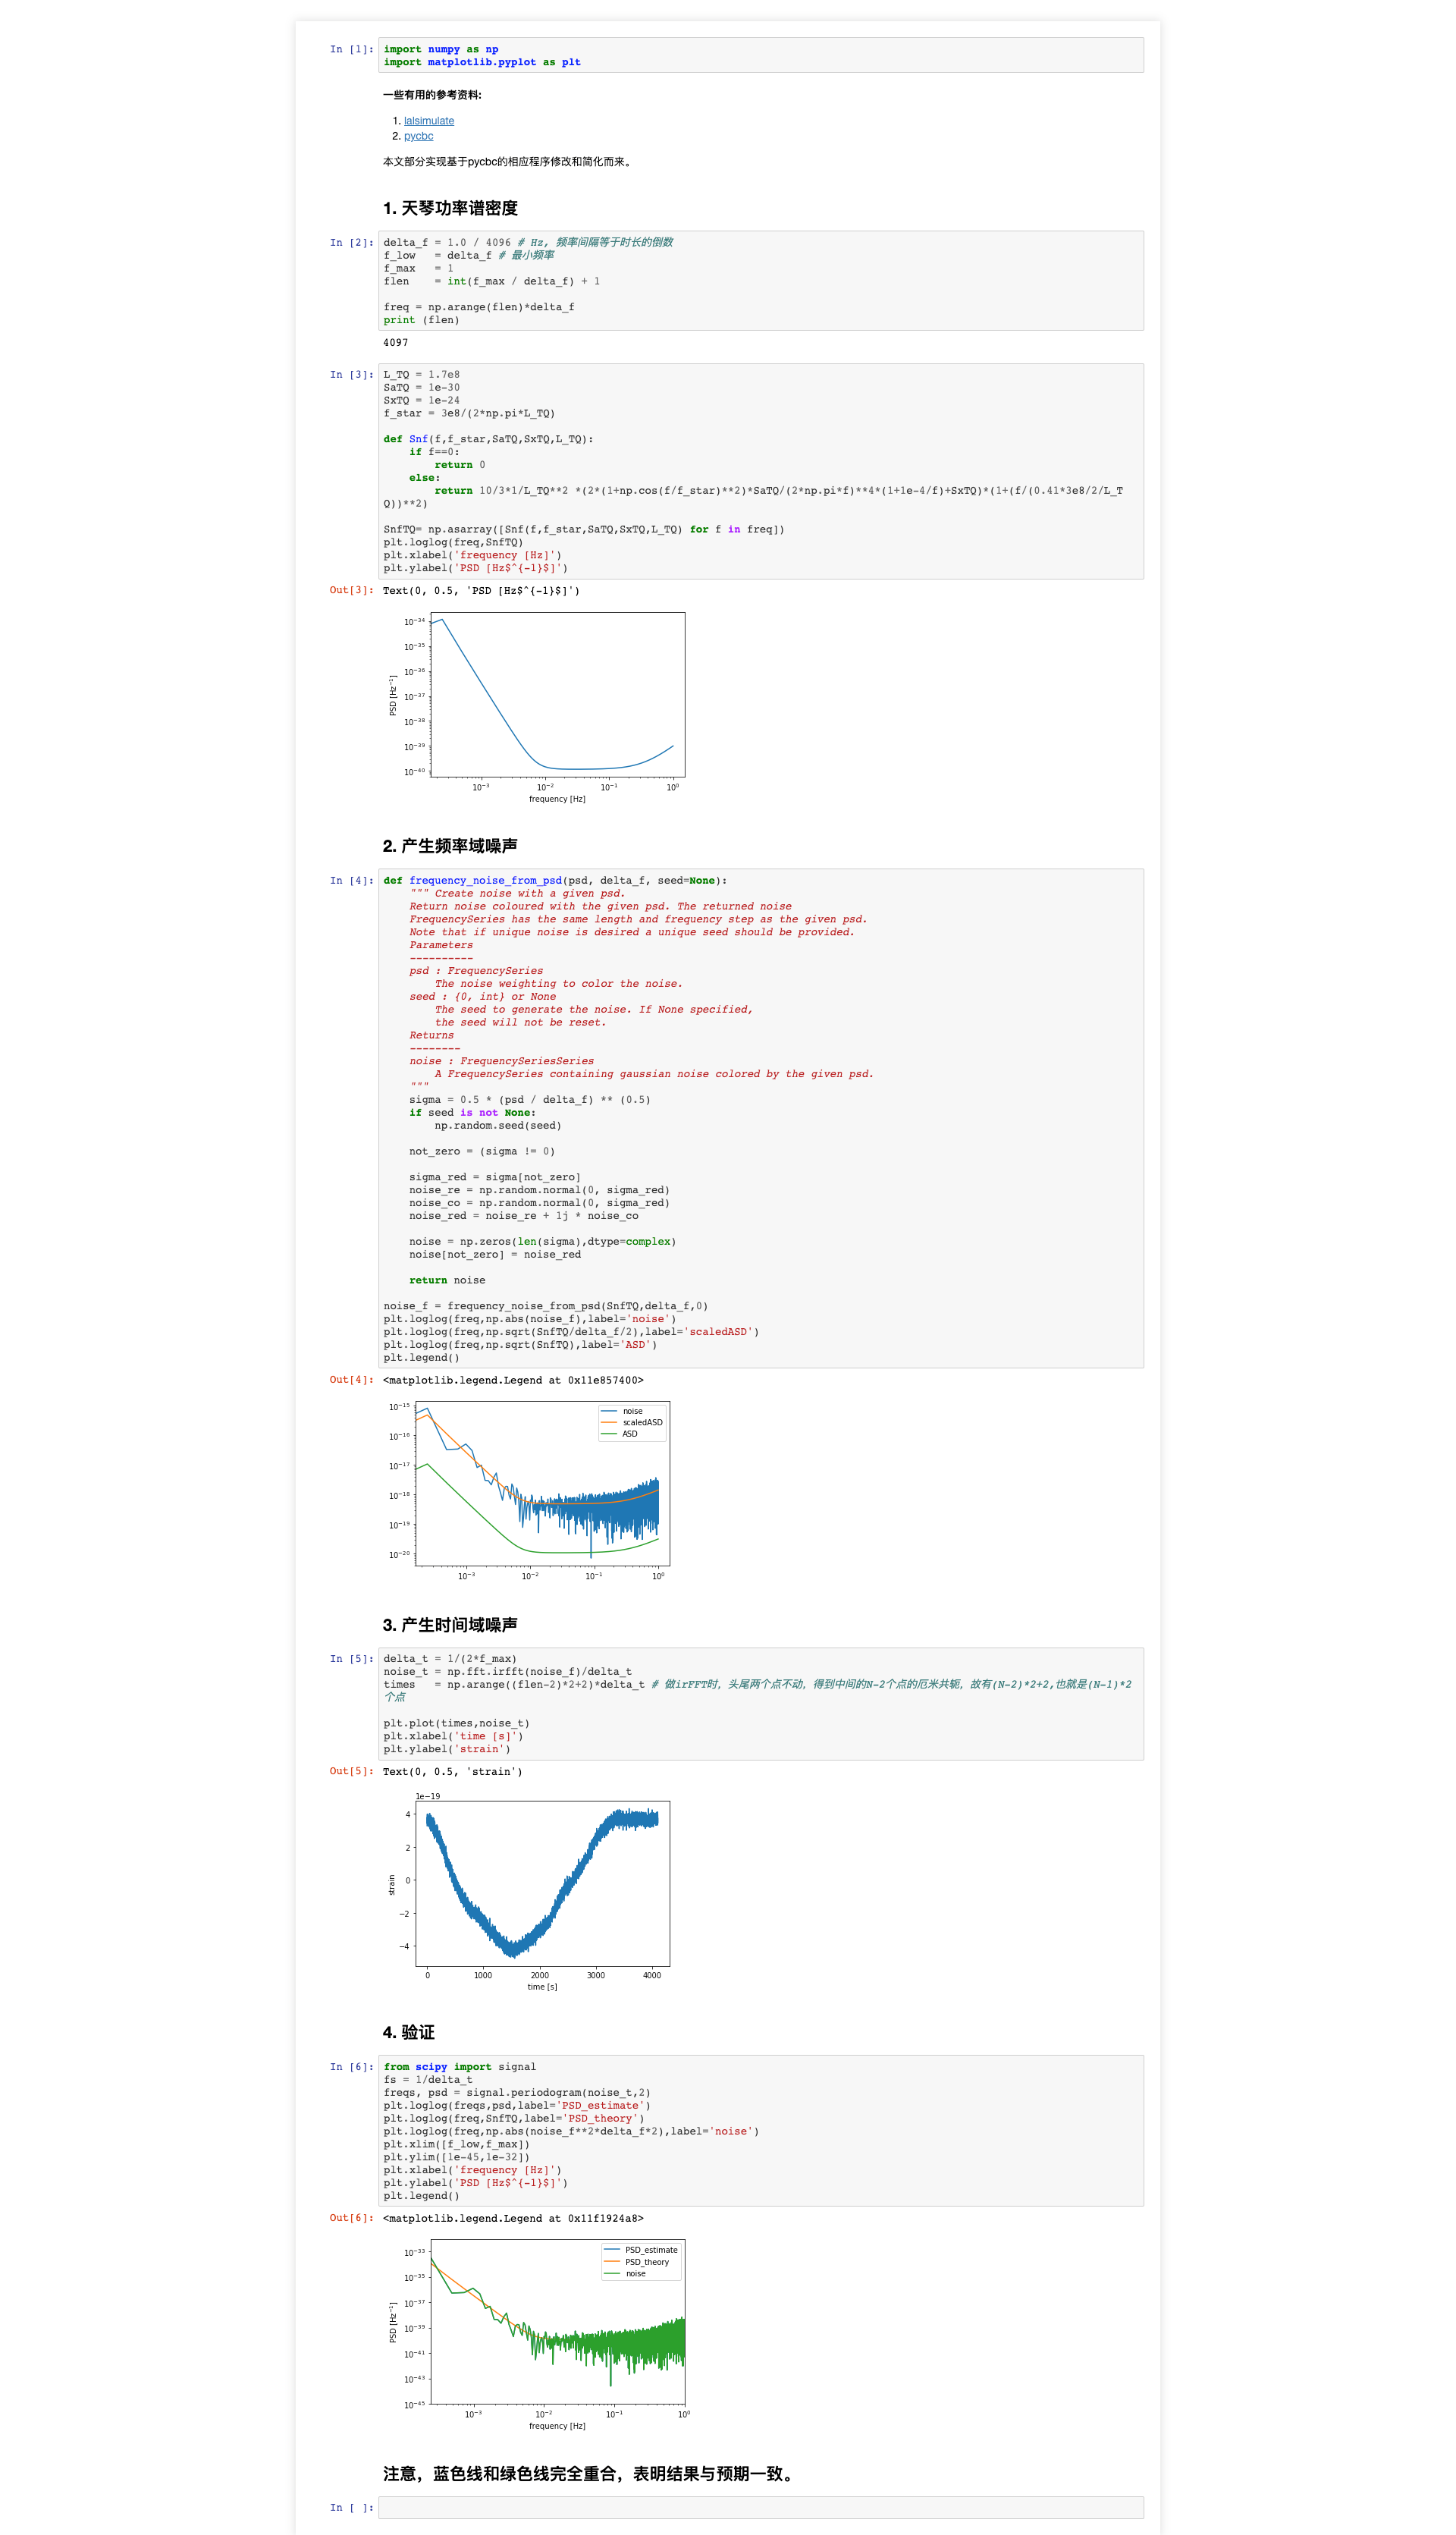 In [1]:
import numpy as np
import matplotlib.pyplot as plt
一些有用的参考资料:
1. lalsimulate
2. pycbc
本文部分实现基于pycbc的相应程序修改和简化而来。
1. 天琴功率谱密度
In [2]:
delta_f = 1.0 / 4096 # Hz, 频率间隔等于时长的倒数
f_low   = delta_f # 最小频率
f_max   = 1
flen    = int(f_max / delta_f) + 1
freq = np.arange(flen)*delta_f
print (flen)
4097
In [3]:
L_TQ = 1.7e8
SaTQ = 1e-30
SxTQ = 1e-24
f_star = 3e8/(2*np.pi*L_TQ)
def Snf(f,f_star,SaTQ,SxTQ,L_TQ):
    if f==0:
        return 0
    else:
        return 10/3*1/L_TQ**2 *(2*(1+np.cos(f/f_star)**2)*SaTQ/(2*np.pi*f)**4*(1+1e-4/f)+SxTQ)*(1+(f/(0.41*3e8/2/L_T
Q))**2)
SnfTQ= np.asarray([Snf(f,f_star,SaTQ,SxTQ,L_TQ) for f in freq])
plt.loglog(freq,SnfTQ)
plt.xlabel('frequency [Hz]')
plt.ylabel('PSD [Hz$^{-1}$]')
Out[3]:
Text(0, 0.5, 'PSD [Hz$^{-1}$]')
10⁻³⁴
10⁻³⁵
10⁻³⁶
10⁻³⁷
10⁻³⁸
10⁻³⁹
10⁻⁴⁰
PSD [Hz⁻¹]
10⁻³ 10⁻² 10⁻¹ 10⁰
frequency [Hz]
2. 产生频率域噪声
In [4]:
def frequency_noise_from_psd(psd, delta_f, seed=None):
    """ Create noise with a given psd.
    Return noise coloured with the given psd. The returned noise
    FrequencySeries has the same length and frequency step as the given psd.
    Note that if unique noise is desired a unique seed should be provided.
    Parameters
    ----------
    psd : FrequencySeries
        The noise weighting to color the noise.
    seed : {0, int} or None
        The seed to generate the noise. If None specified,
        the seed will not be reset.
    Returns
    --------
    noise : FrequencySeriesSeries
        A FrequencySeries containing gaussian noise colored by the given psd.
    """
    sigma = 0.5 * (psd / delta_f) ** (0.5)
    if seed is not None:
        np.random.seed(seed)
    not_zero = (sigma != 0)
    sigma_red = sigma[not_zero]
    noise_re = np.random.normal(0, sigma_red)
    noise_co = np.random.normal(0, sigma_red)
    noise_red = noise_re + 1j * noise_co
    noise = np.zeros(len(sigma),dtype=complex)
    noise[not_zero] = noise_red
    return noise
noise_f = frequency_noise_from_psd(SnfTQ,delta_f,0)
plt.loglog(freq,np.abs(noise_f),label='noise')
plt.loglog(freq,np.sqrt(SnfTQ/delta_f/2),label='scaledASD')
plt.loglog(freq,np.sqrt(SnfTQ),label='ASD')
plt.legend()
Out[4]:
<matplotlib.legend.Legend at 0x11e857400>
10⁻¹⁵
10⁻¹⁶
10⁻¹⁷
10⁻¹⁸
10⁻¹⁹
10⁻²⁰
noise
scaledASD
ASD
10⁻³ 10⁻² 10⁻¹ 10⁰
3. 产生时间域噪声
In [5]:
delta_t = 1/(2*f_max)
noise_t = np.fft.irfft(noise_f)/delta_t
times   = np.arange((flen-2)*2+2)*delta_t # 做irFFT时，头尾两个点不动，得到中间的N-2个点的厄米共轭，故有(N-2)*2+2,也就是(N-1)*2
个点
plt.plot(times,noise_t)
plt.xlabel('time [s]')
plt.ylabel('strain')
Out[5]:
Text(0, 0.5, 'strain')
1e-19
4
2
0
−2
−4
strain
0 1000 2000 3000 4000
time [s]
4. 验证
In [6]:
from scipy import signal
fs = 1/delta_t
freqs, psd = signal.periodogram(noise_t,2)
plt.loglog(freqs,psd,label='PSD_estimate')
plt.loglog(freq,SnfTQ,label='PSD_theory')
plt.loglog(freq,np.abs(noise_f**2*delta_f*2),label='noise')
plt.xlim([f_low,f_max])
plt.ylim([1e-45,1e-32])
plt.xlabel('frequency [Hz]')
plt.ylabel('PSD [Hz$^{-1}$]')
plt.legend()
Out[6]:
<matplotlib.legend.Legend at 0x11f1924a8>
10⁻³³
10⁻³⁵
10⁻³⁷
10⁻³⁹
10⁻⁴¹
10⁻⁴³
10⁻⁴⁵
PSD [Hz⁻¹]
PSD_estimate
PSD_theory
noise
10⁻³ 10⁻² 10⁻¹ 10⁰
frequency [Hz]
注意，蓝色线和绿色线完全重合，表明结果与预期一致。
In [ ]: